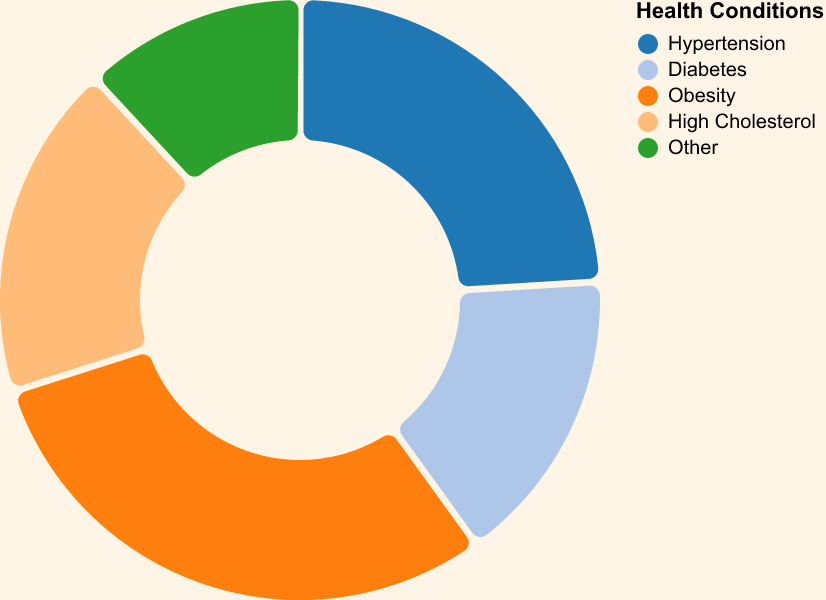 Health Conditions
Hypertension
Diabetes
Obesity
High Cholesterol
Other